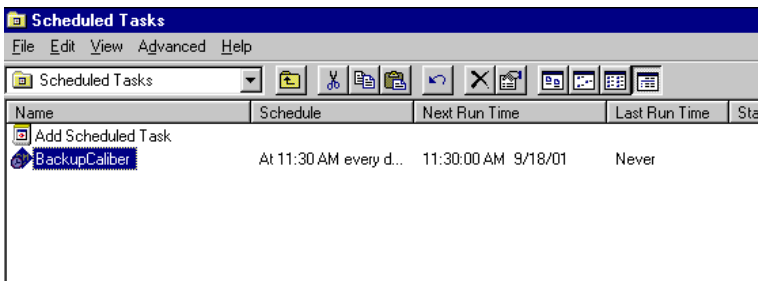 Scheduled Tasks
File Edit View Advanced Help
Scheduled Tasks
Name Schedule Next Run Time Last Run Time Sta
Add Scheduled Task
BackupCaliber At 11:30 AM every d... 11:30:00 AM 9/18/01 Never